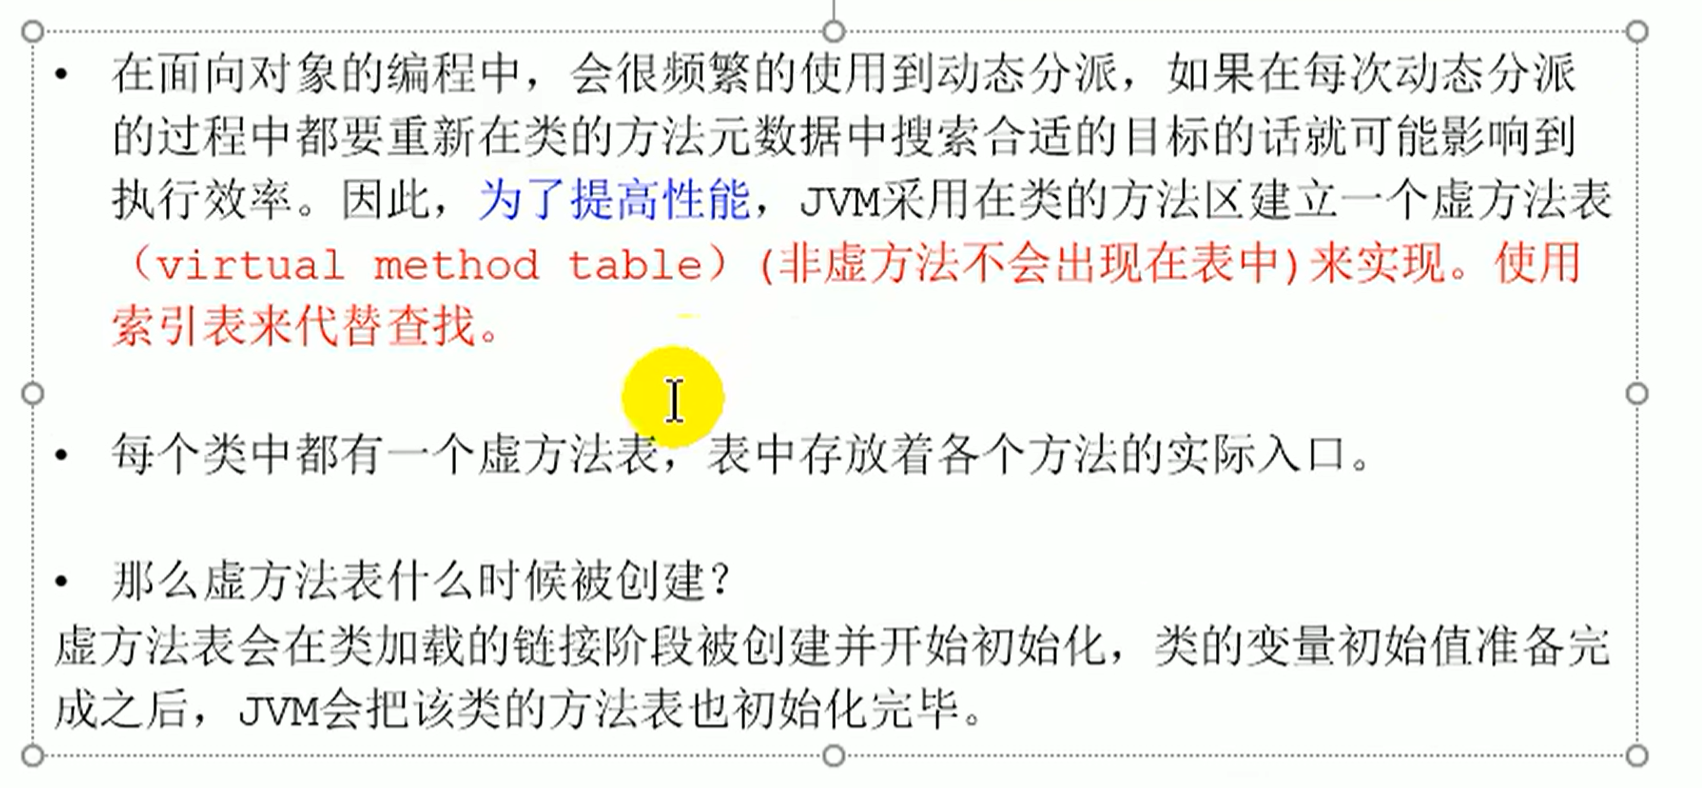 • 在面向对象的编程中，会很频繁的使用到动态分派，如果在每次动态分派
的过程中都要重新在类的方法元数据中搜索合适的目标的话就可能影响到
执行效率。因此，为了提高性能，JVM采用在类的方法区建立一个虚方法表
（virtual method table）(非虚方法不会出现在表中)来实现。使用
索引表来代替查找。
• 每个类中都有一个虚方法表，表中存放着各个方法的实际入口。
• 那么虚方法表什么时候被创建？
虚方法表会在类加载的链接阶段被创建并开始初始化，类的变量初始值准备完
成之后，JVM会把该类的方法表也初始化完毕。